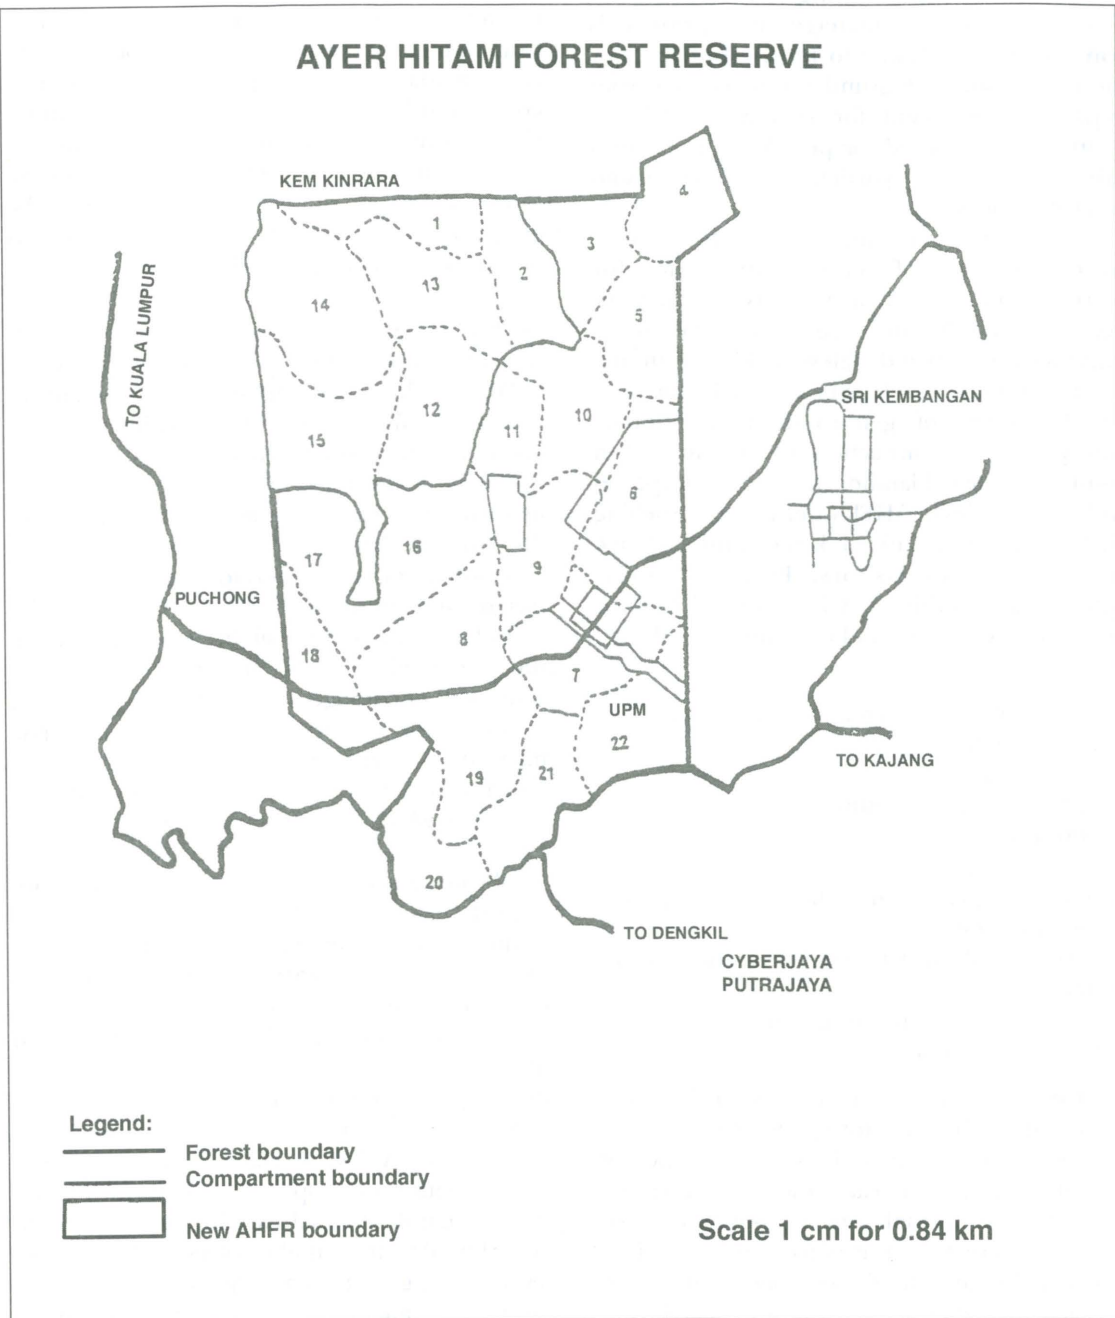 AYER HITAM FOREST RESERVE
KEM KINRARA
4
1
3
2
13
14
5
TO KUALA LUMPUR
SRI KEMBANGAN
12
10
11
15
6
16
17
9
PUCHONG
8
18
7
UPM
22
TO KAJANG
21
19
20
TO DENGKIL
CYBERJAYA
PUTRAJAYA
Legend:
Forest boundary
Compartment boundary
New AHFR boundary
Scale 1 cm for 0.84 km